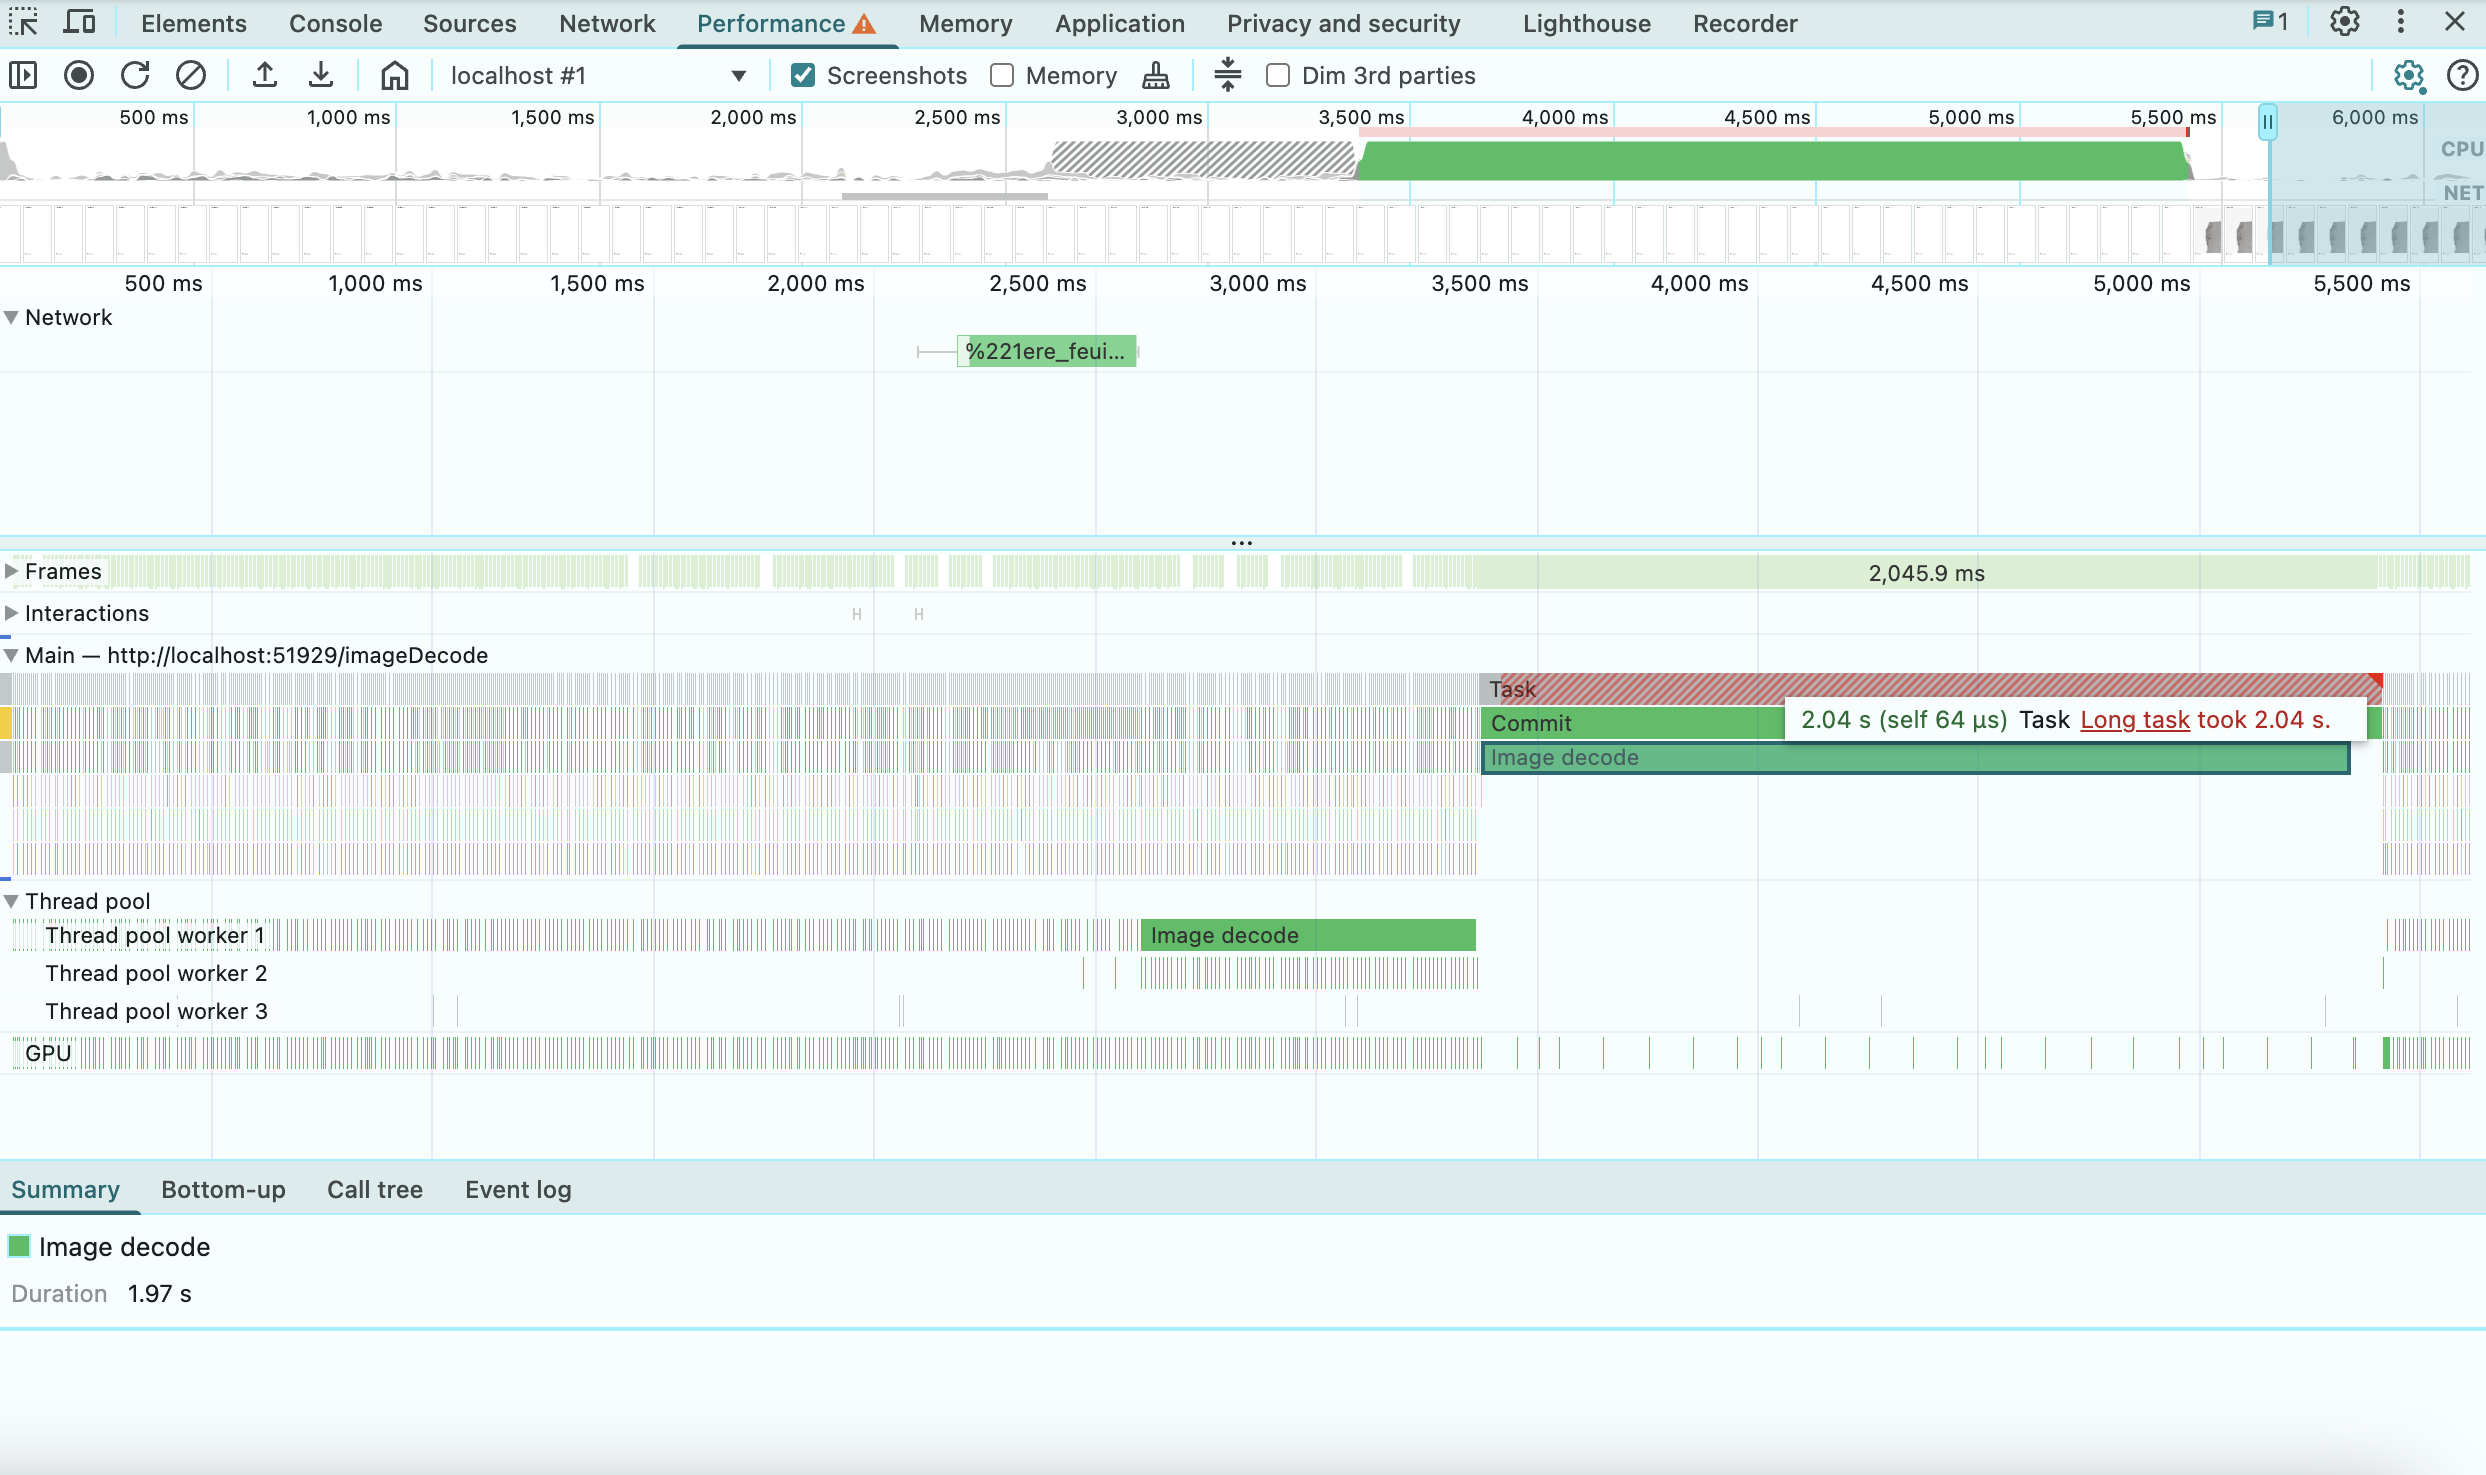 Elements Console Sources Network Performance Memory Application Privacy and security Lighthouse Recorder 1
localhost #1 Screenshots Memory Dim 3rd parties
500 ms 1,000 ms 1,500 ms 2,000 ms 2,500 ms 3,000 ms 3,500 ms 4,000 ms 4,500 ms 5,000 ms 5,500 ms 6,000 ms
CPU
NET
500 ms 1,000 ms 1,500 ms 2,000 ms 2,500 ms 3,000 ms 3,500 ms 4,000 ms 4,500 ms 5,000 ms 5,500 ms
Network
%221ere_feui...
Frames 2,045.9 ms
Interactions
Main — http://localhost:51929/imageDecode
Task
Commit 2.04 s (self 64 μs) Task Long task took 2.04 s.
Image decode
Thread pool
Thread pool worker 1 Image decode
Thread pool worker 2
Thread pool worker 3
GPU
Summary Bottom-up Call tree Event log
Image decode
Duration 1.97 s